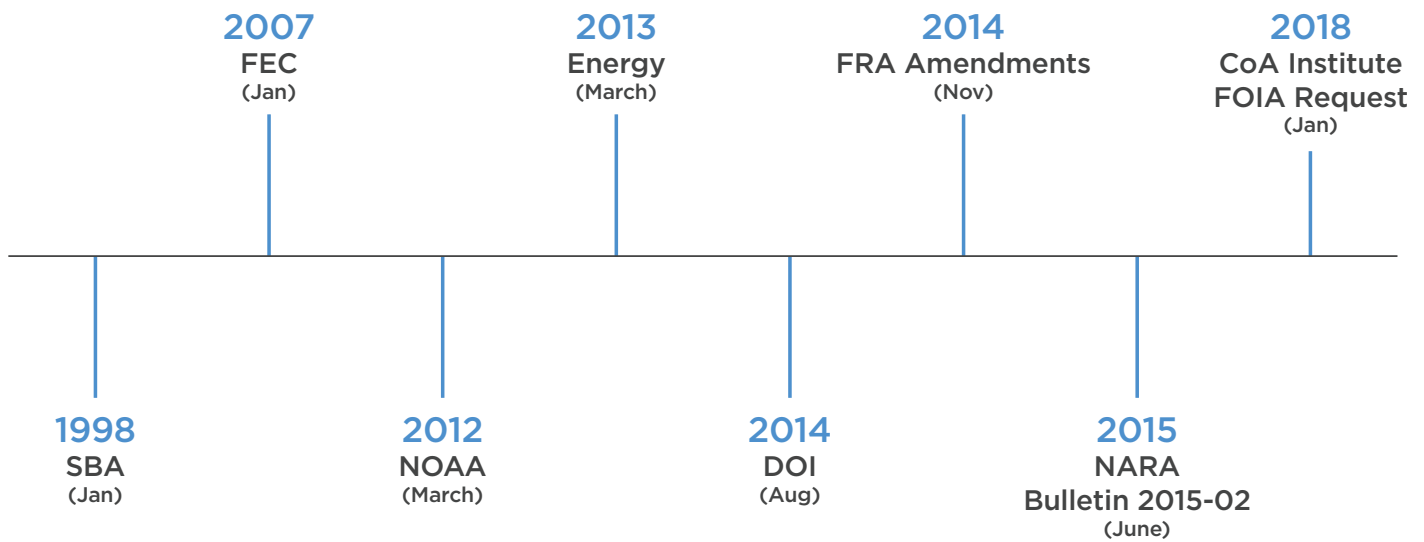 2007
FEC
(Jan)
2013
Energy
(March)
2014
FRA Amendments
(Nov)
2018
CoA Institute
FOIA Request
(Jan)
1998
SBA
(Jan)
2012
NOAA
(March)
2014
DOI
(Aug)
2015
NARA
Bulletin 2015-02
(June)